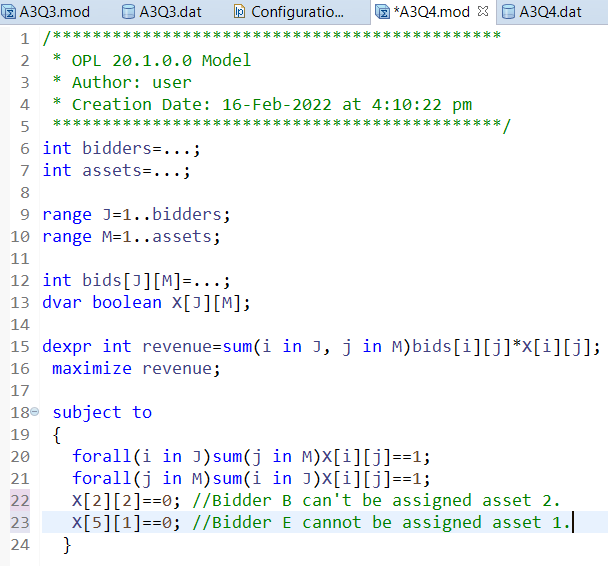 A3Q3.mod A3Q3.dat Configuratio... *A3Q4.mod A3Q4.dat
1 /*********************************************
2 * OPL 20.1.0.0 Model
3 * Author: user
4 * Creation Date: 16-Feb-2022 at 4:10:22 pm
5 *********************************************/
6 int bidders=...;
7 int assets=...;
8
9 range J=1..bidders;
10 range M=1..assets;
11
12 int bids[J][M]=...;
13 dvar boolean X[J][M];
14
15 dexpr int revenue=sum(i in J, j in M)bids[i][j]*X[i][j];
16 maximize revenue;
17
18 subject to
19 {
20 forall(i in J)sum(j in M)X[i][j]==1;
21 forall(j in M)sum(i in J)X[i][j]==1;
22 X[2][2]==0; //Bidder B can't be assigned asset 2.
23 X[5][1]==0; //Bidder E cannot be assigned asset 1.
24 }